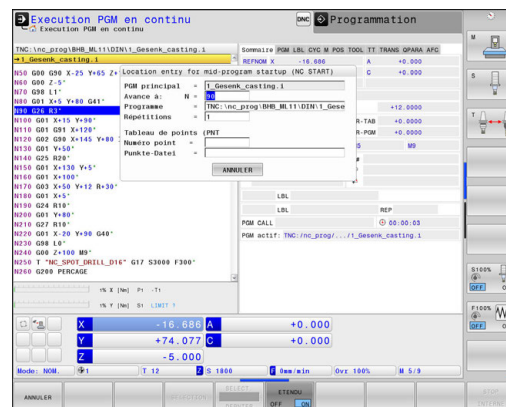 Execution PGM en continu
Execution PGM en continu
DNC
Programmation
TNC:\nc_prog\BHB_ML11\DIN\1_Gesenk_casting.i
→1_Gesenk_casting.i
N50 G00 G90 X-25 Y+65 Z+
N60 G00 Z-5*
N70 G98 L1*
N80 G01 X+5 Y+80 G41*
N90 G26 R3*
N100 G01 X+15 Y+90*
N110 G01 G91 X+120*
N120 G02 G90 X+145 Y+80
N130 G01 Y+50*
N140 G25 R20*
N150 G01 X+130 Y+5*
N160 G01 X+100*
N170 G03 X+50 Y+12 R+30*
N180 G01 X+5*
N190 G24 R10*
N200 G01 Y+80*
N210 G27 R10*
N220 G01 X-20 Y+90 G40*
N230 G98 L0*
N240 G00 Z+100 M9*
N250 T "NC_SPOT_DRILL_D16" G17 S3000 F300*
N260 G200 PERCAGE
Sommaire PGM LBL CYC M POS TOOL TT TRANS QPARA AFC
REFNOM X -16.686 A +0.000
C +0.000
Location entry for mid-program startup (NC START)
PGM principal = 1_Gesenk_casting.i
Avance à: N = 90
Programme = TNC:\nc_prog\BHB_ML11\DIN\1_Gese
Répétitions = 1
Tableau de points (PNT
Numéro point =
Punkte-Datei =
ANNULER
+12.0000
R-TAB +0.0000
R-PGM +0.0000
M9
LBL
LBL REP
PGM CALL 00:00:03
PGM actif: TNC:/nc_prog/.../1_Gesenk_casting.i
X -16.686 A +0.000
Y +74.077 C +0.000
Z -5.000
Mode: NOM. 1 T 12 Z S 1800 F 0mm/min Ovr 100% M 5/9
M
T
S100%
OFF
F100%
OFF
ANNULER
ETENDU
OFF ON